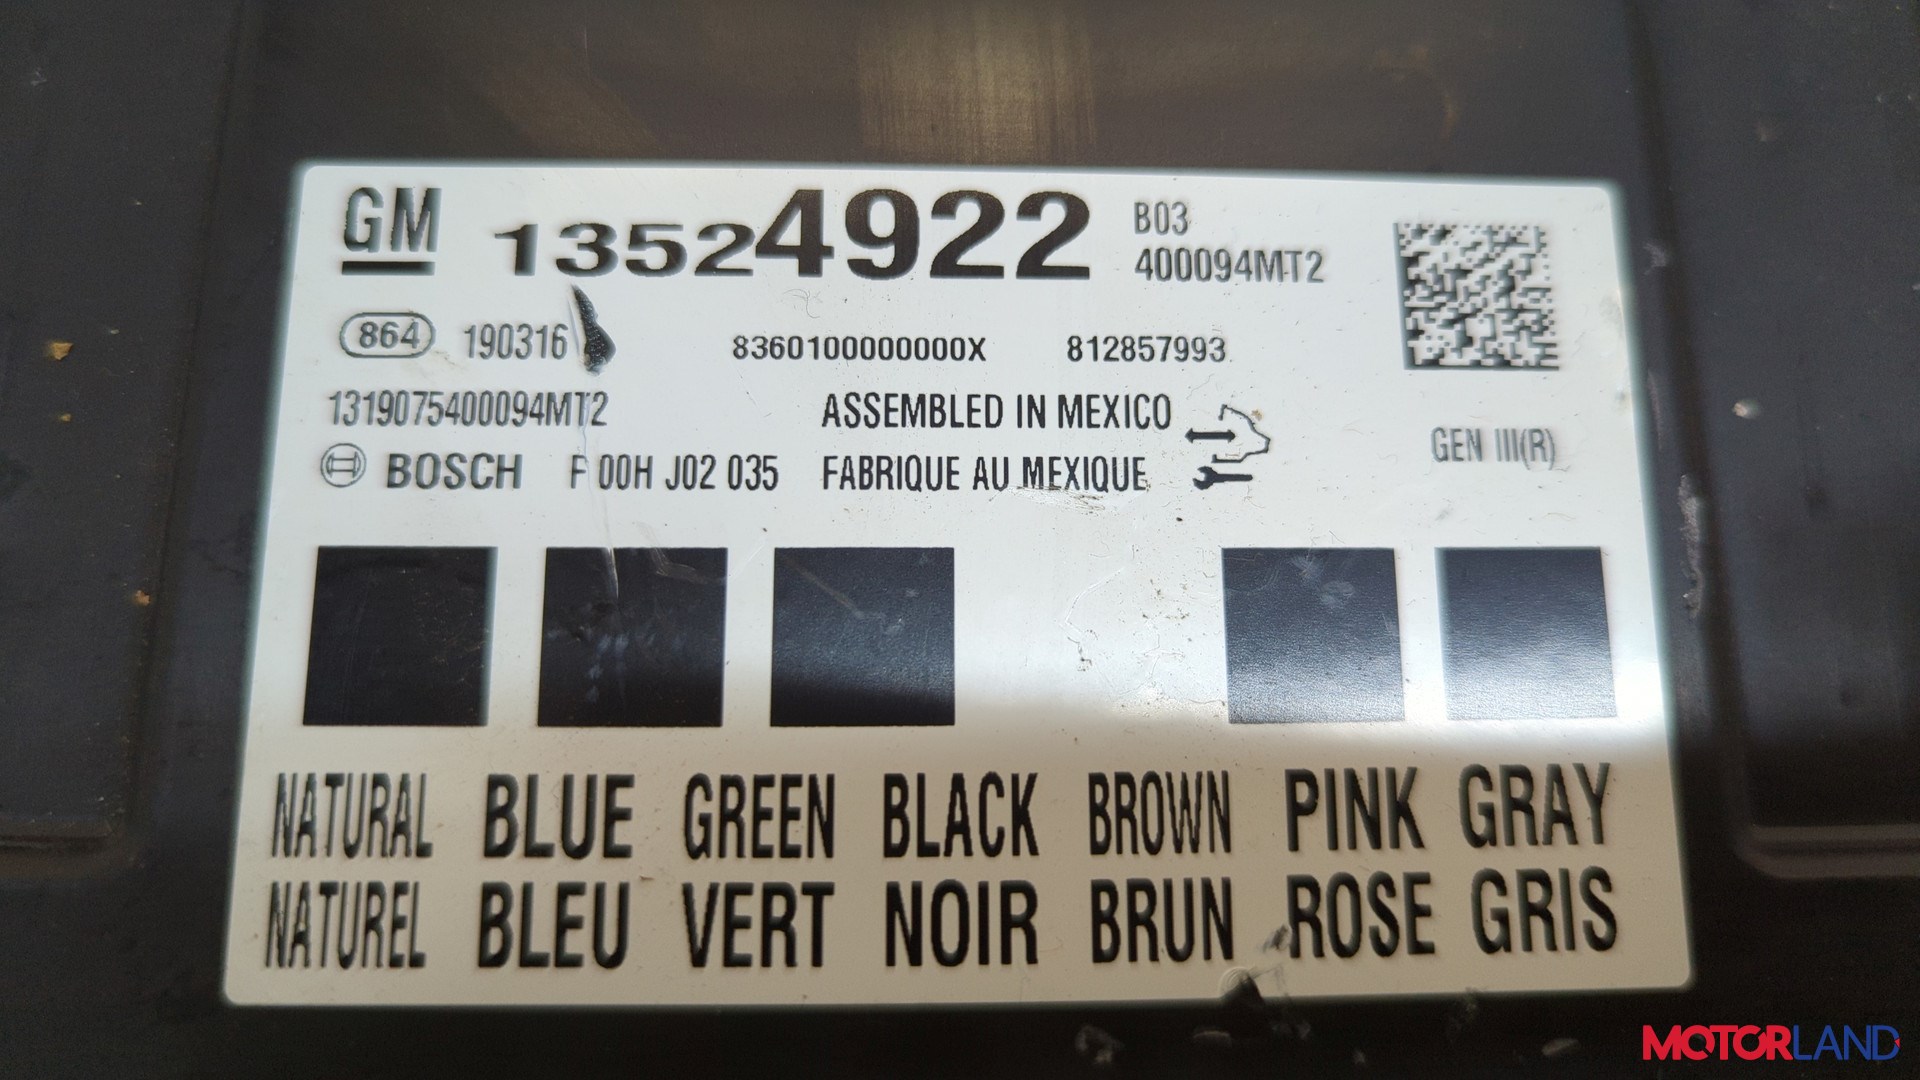 GM 13524922 B03
400094MT2
864 190316 8360100000000X 812857993
1319075400094MT2 ASSEMBLED IN MEXICO
BOSCH F 00H J02 035 FABRIQUE AU MEXIQUE GEN III(R)
NATURAL BLUE GREEN BLACK BROWN PINK GRAY
NATUREL BLEU VERT NOIR BRUN ROSE GRIS
MOTORLAND